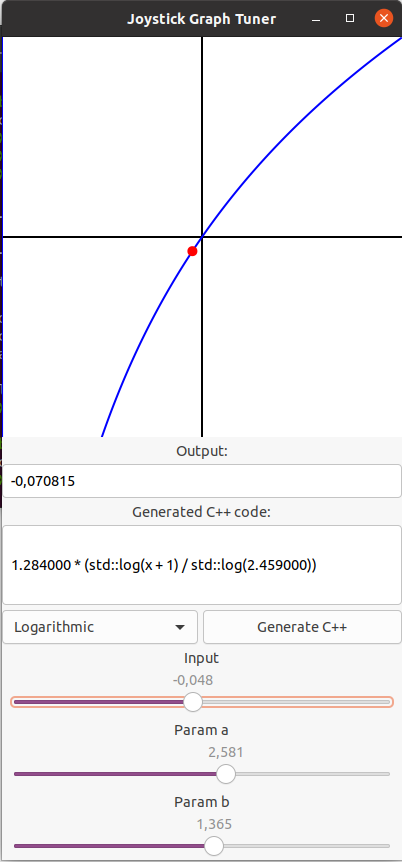 Joystick Graph Tuner
Output:
-0,070815
Generated C++ code:
1.284000 * (std::log(x + 1) / std::log(2.459000))
Logarithmic
Generate C++
Input
-0,048
Param a
2,581
Param b
1,365